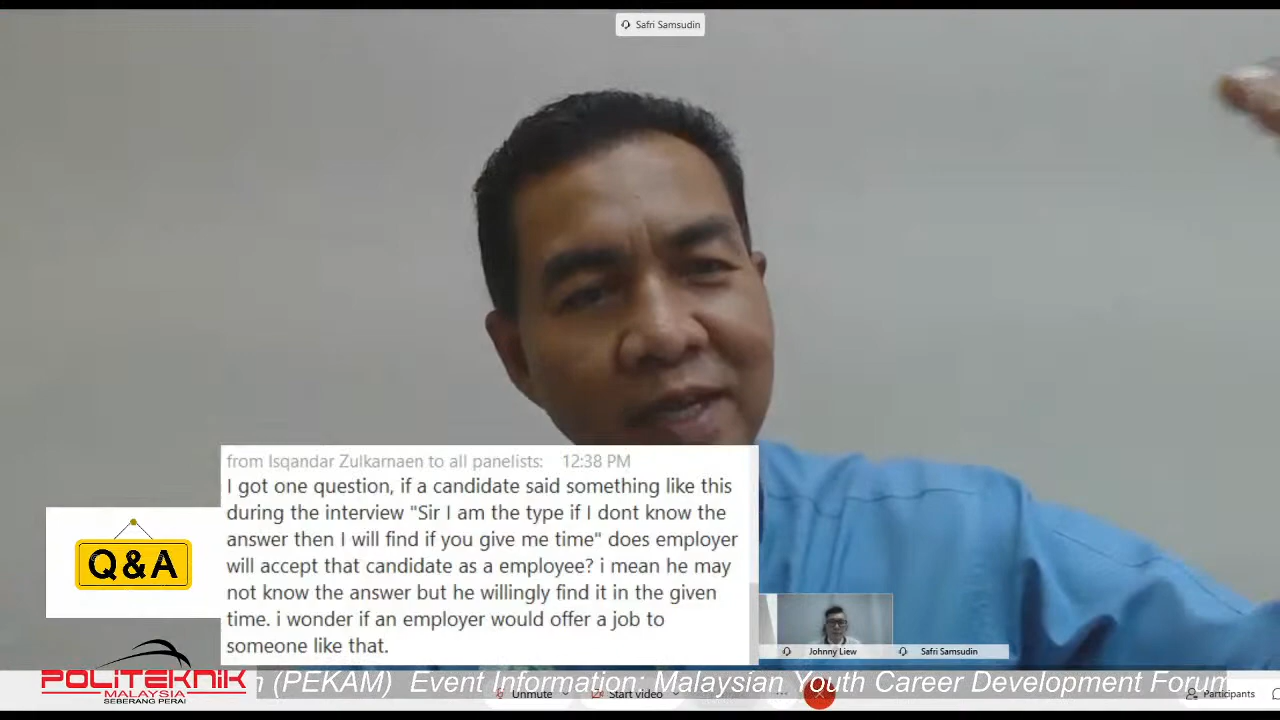 Safri Samsudin
from Isqandar Zulkarnaen to all panelists: 12:38 PM
I got one question, if a candidate said something like this
during the interview "Sir I am the type if I dont know the
answer then I will find if you give me time" does employer
will accept that candidate as a employee? i mean he may
not know the answer but he willingly find it in the given
time. i wonder if an employer would offer a job to
someone like that.
Q&A
Johnny Liew
Safri Samsudin
POLITEKNIK
MALAYSIA
SEBERANG PERAI
(PEKAM) Event Information: Malaysian Youth Career Development Forum
Unmute
Start video
Participants